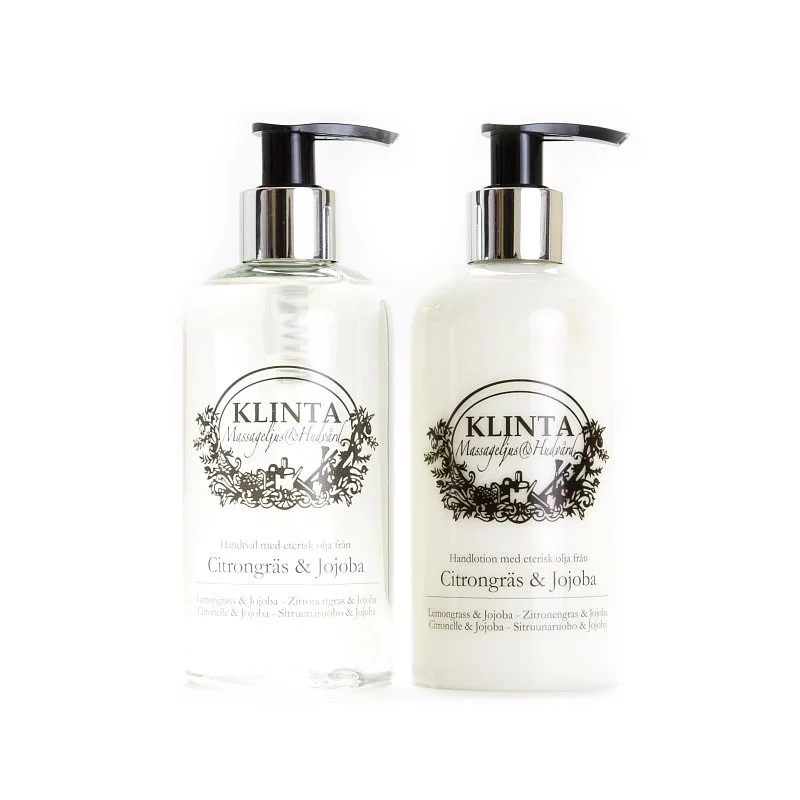 KLINTA
Massageljus & Hudvård
Handtvål med eterisk olja från
Citrongräs & Jojoba
Lemongrass & Jojoba - Zitronengras & Jojoba
Citronelle & Jojoba - Sitruunaruoho & Jojoba
KLINTA
Massageljus & Hudvård
Handlotion med eterisk olja från
Citrongräs & Jojoba
Lemongrass & Jojoba - Zitronengras & Jojoba
Citronelle & Jojoba - Sitruunaruoho & Jojoba